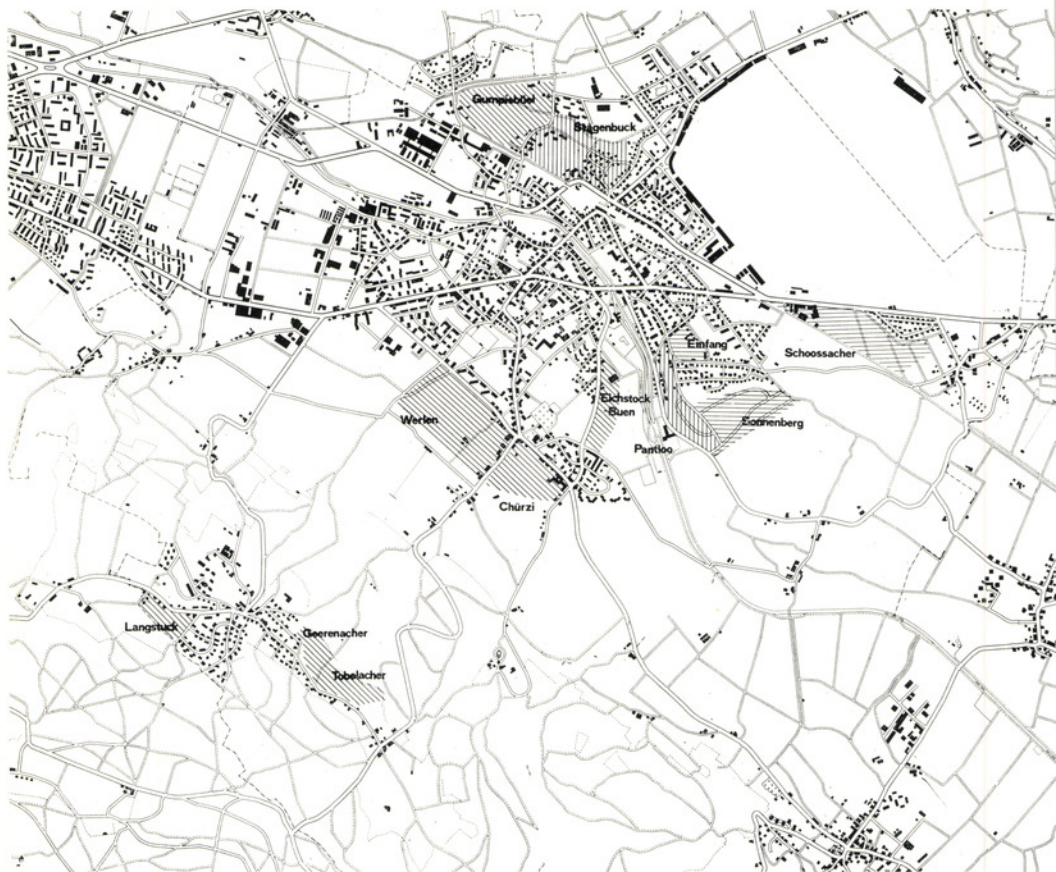 Gumpisbüel
Stägenbuck
Einfang
Schoossacher
Werlen
Eichstock
Buen
Sonnenberg
Pantloo
Chürzi
Langstuck
Geerenacher
Tobelacher